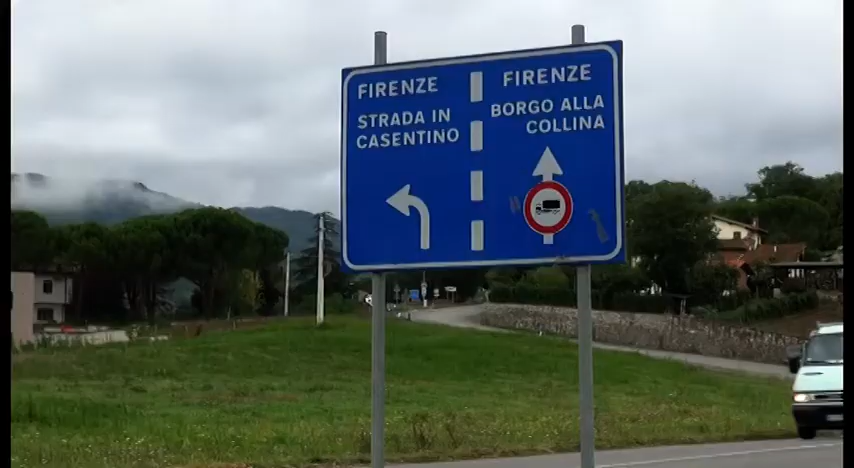 FIRENZE
STRADA IN
CASENTINO
FIRENZE
BORGO ALLA
COLLINA